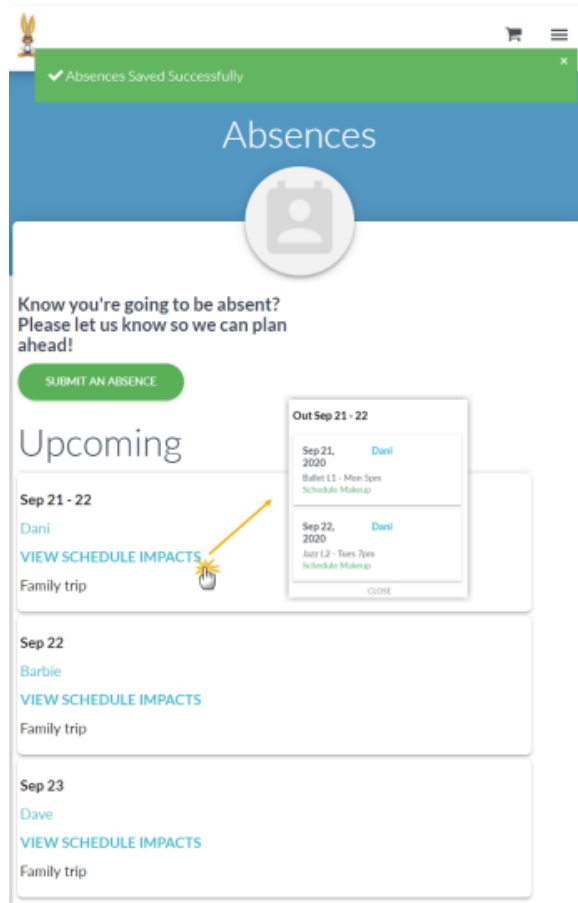 Absences Saved Successfully
×
Absences
Know you're going to be absent?
Please let us know so we can plan
ahead!
SUBMIT AN ABSENCE
Upcoming
Sep 21 - 22
Dani
VIEW SCHEDULE IMPACTS
Family trip
Out Sep 21 - 22
Sep 21, Dani
2020
Ballet L1 - Mon 5pm
Schedule Makeup
Sep 22, Dani
2020
Jazz L2 - Tues 7pm
Schedule Makeup
CLOSE
Sep 22
Barbie
VIEW SCHEDULE IMPACTS
Family trip
Sep 23
Dave
VIEW SCHEDULE IMPACTS
Family trip